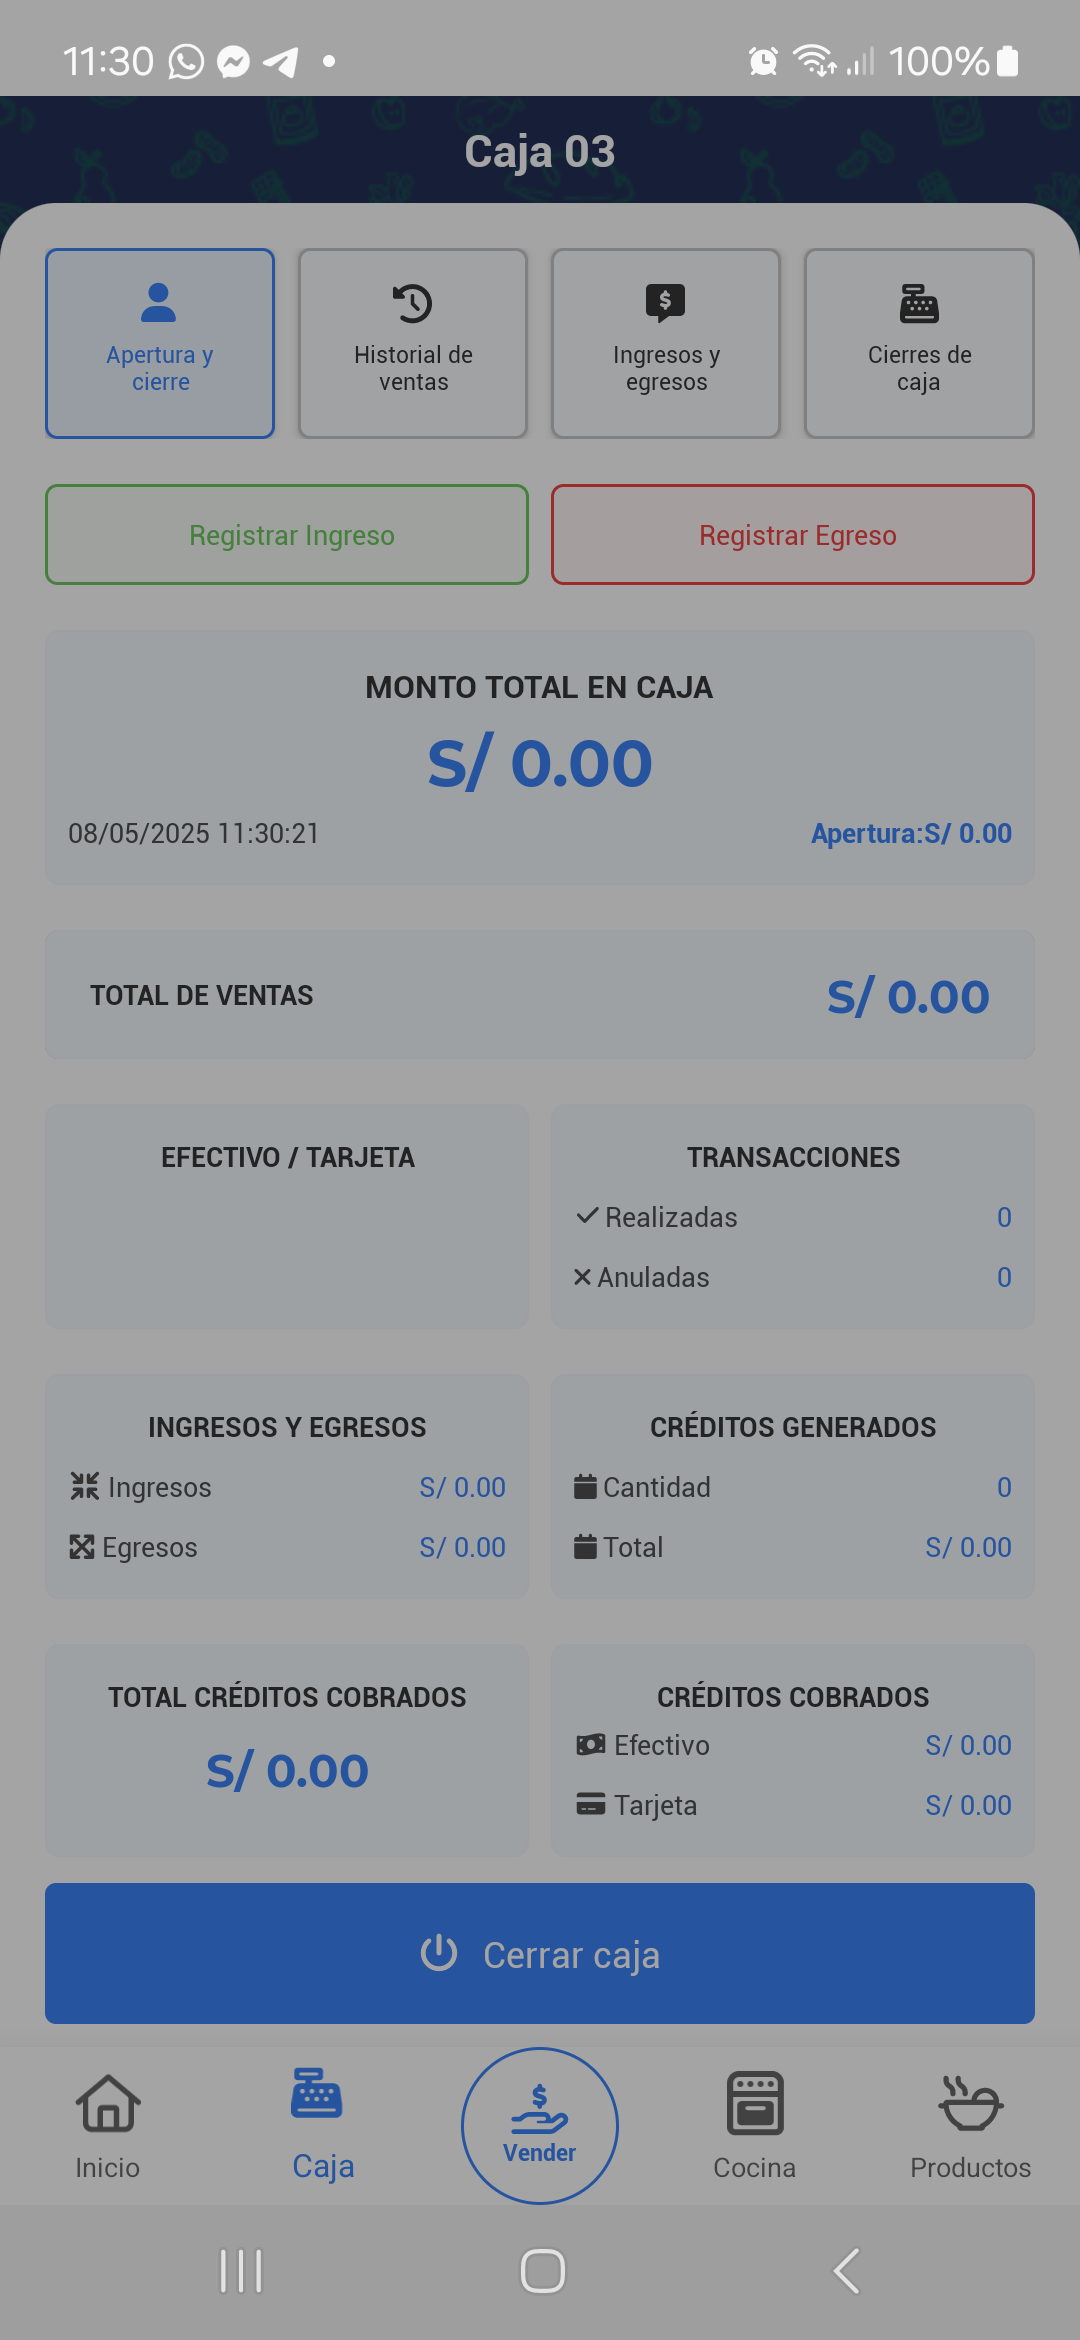 11:30
100%
Caja 03
Apertura y
cierre
Historial de
ventas
Ingresos y
egresos
Cierres de
caja
Registrar Ingreso
Registrar Egreso
MONTO TOTAL EN CAJA
S/ 0.00
08/05/2025 11:30:21
Apertura:S/ 0.00
TOTAL DE VENTAS
S/ 0.00
EFECTIVO / TARJETA
TRANSACCIONES
Realizadas 0
Anuladas 0
INGRESOS Y EGRESOS
Ingresos S/ 0.00
Egresos S/ 0.00
CRÉDITOS GENERADOS
Cantidad 0
Total S/ 0.00
TOTAL CRÉDITOS COBRADOS
S/ 0.00
CRÉDITOS COBRADOS
Efectivo S/ 0.00
Tarjeta S/ 0.00
Cerrar caja
Inicio
Caja
Vender
Cocina
Productos